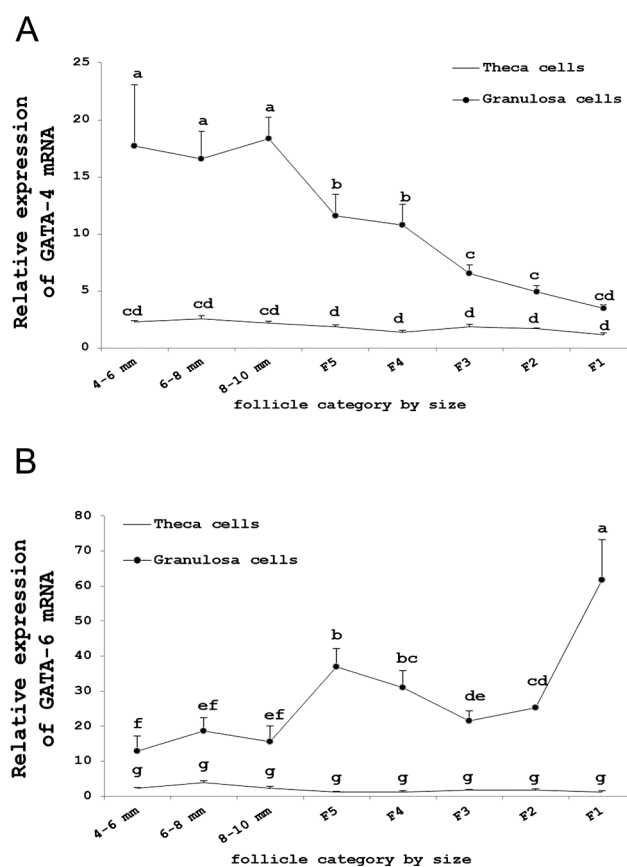 A
Relative expression
of GATA-4 mRNA
25
20
15
10
5
0
Theca cells
Granulosa cells
a
a
a
b
b
c
c
cd
cd
cd
cd
d
d
d
d
d
4-6 mm
6-8 mm
8-10 mm
F5
F4
F3
F2
F1
follicle category by size
B
Relative expression
of GATA-6 mRNA
80
70
60
50
40
30
20
10
0
Theca cells
Granulosa cells
f
ef
ef
b
bc
de
cd
a
g
g
g
g
g
g
g
g
4-6 mm
6-8 mm
8-10 mm
F5
F4
F3
F2
F1
follicle category by size